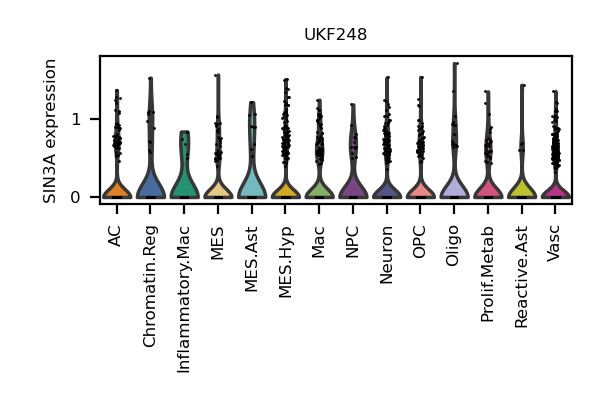 UKF248
SIN3A expression
1
0
AC
Chromatin.Reg
Inflammatory.Mac
MES
MES.Ast
MES.Hyp
Mac
NPC
Neuron
OPC
Oligo
Prolif.Metab
Reactive.Ast
Vasc